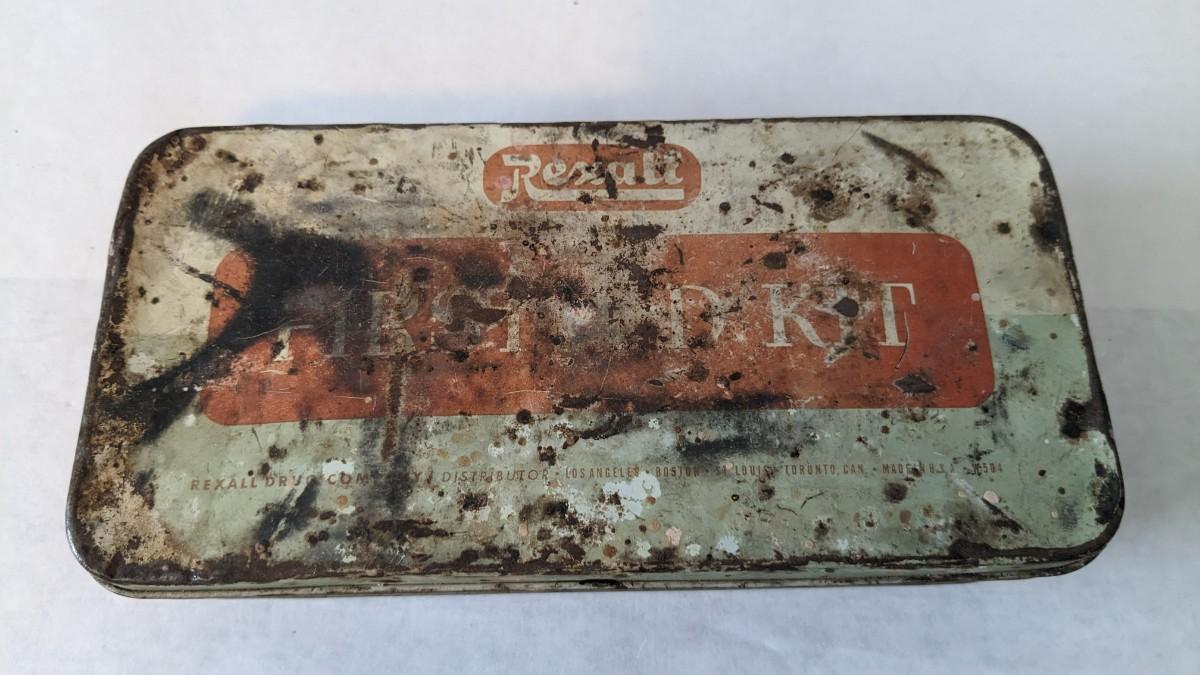 Rexall
FIRST AID KIT
REXALL DRUG COMPANY / DISTRIBUTOR • LOS ANGELES • BOSTON • ST. LOUIS • TORONTO, CAN. • MADE IN U.S.A.